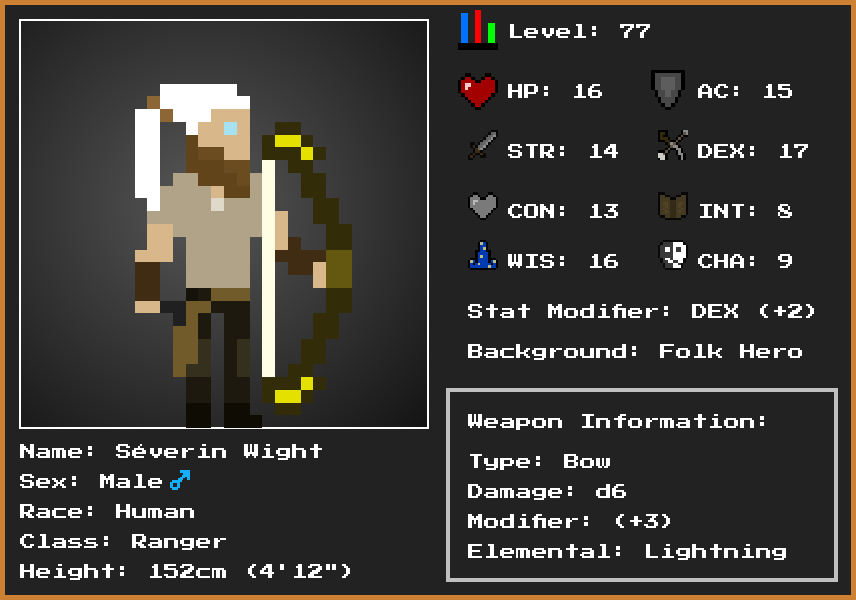 Level: 77
HP: 16
AC: 15
STR: 14
DEX: 17
CON: 13
INT: 8
WIS: 16
CHA: 9
Stat Modifier: DEX (+2)
Background: Folk Hero
Weapon Information:
Type: Bow
Damage: d6
Modifier: (+3)
Elemental: Lightning
Name: Séverin Wight
Sex: Male ♂
Race: Human
Class: Ranger
Height: 152cm (4'12")